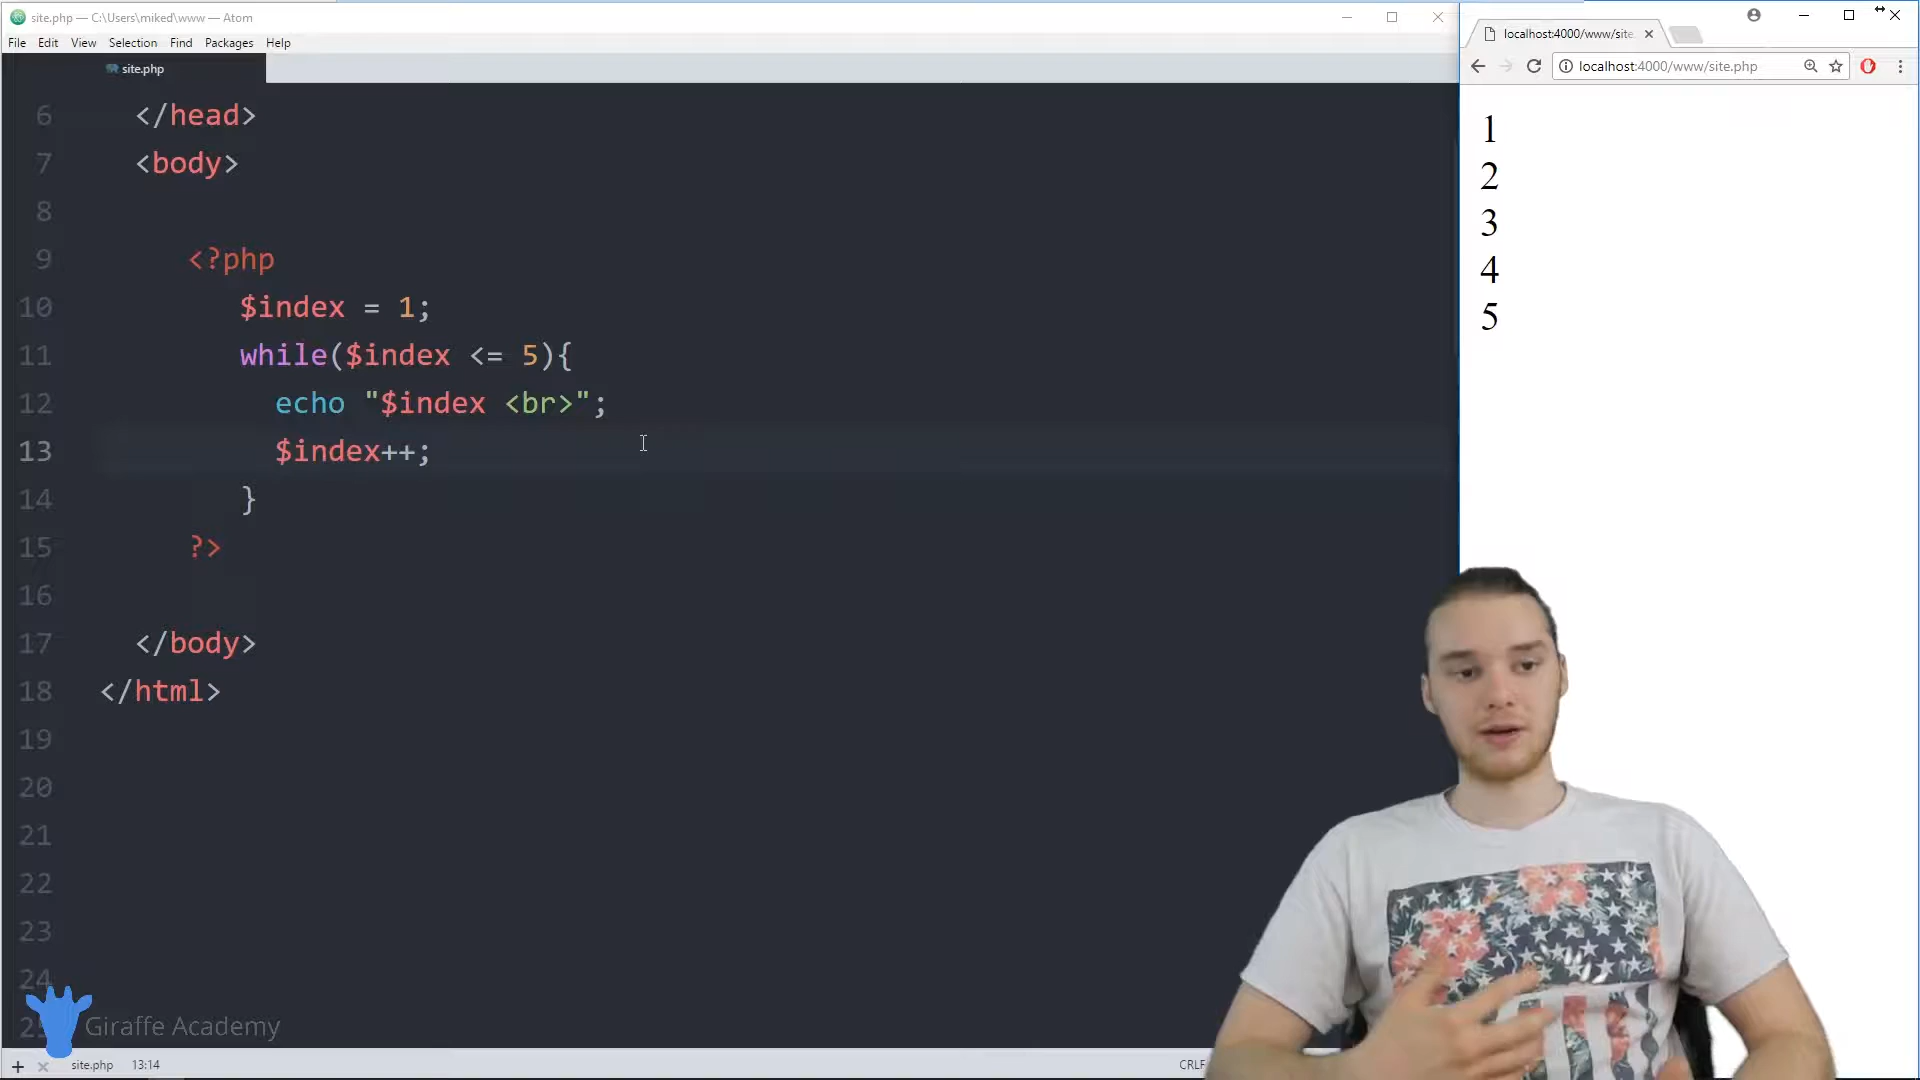 site.php — C:\Users\miked\www — Atom
File Edit View Selection Find Packages Help
site.php
6 </head>
7 <body>
8
9 <?php
10 $index = 1;
11 while($index <= 5){
12 echo "$index <br>";
13 $index++;
14 }
15 ?>
16
17 </body>
18 </html>
19
20
21
22
23
24
Giraffe Academy
+ × site.php 13:14
CRLF
localhost:4000/www/site.
localhost:4000/www/site.php
1
2
3
4
5